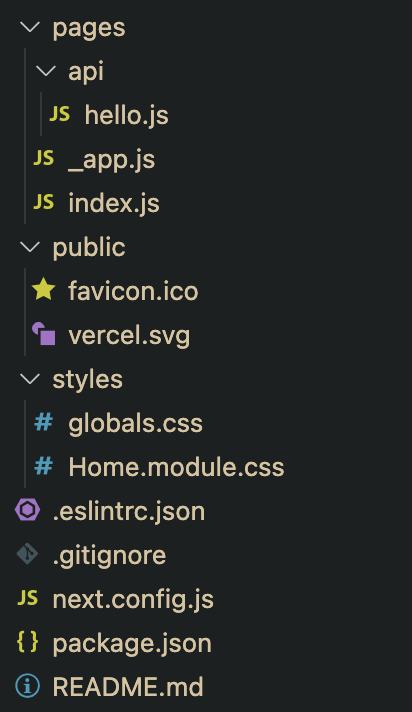 pages
api
JS hello.js
JS _app.js
JS index.js
public
favicon.ico
vercel.svg
styles
# globals.css
# Home.module.css
.eslintrc.json
.gitignore
JS next.config.js
{} package.json
README.md